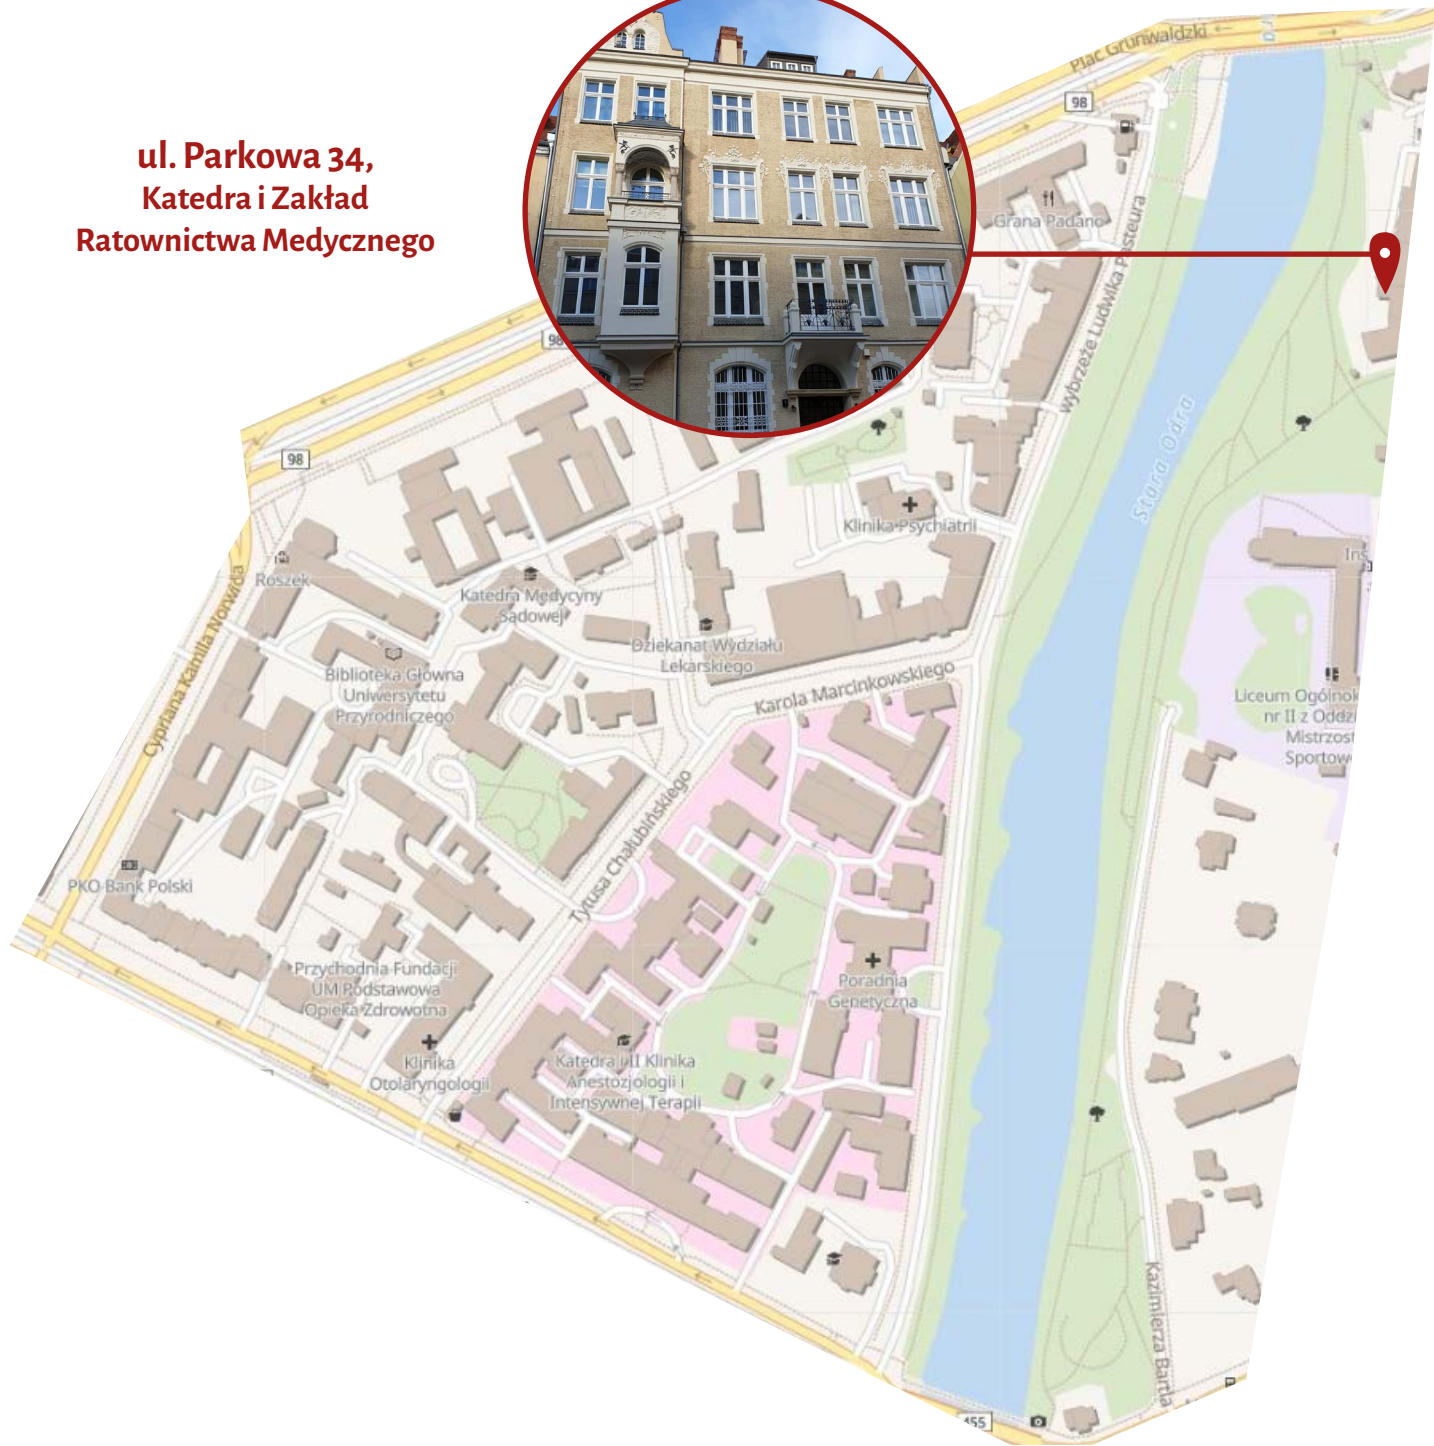 ul. Parkowa 34,
Katedra i Zakład
Ratownictwa Medycznego
Plac Grunwaldzki
98
Grana Padano
wybrzeże Ludwika Pasteura
98
98
Stara Odra
Klinika Psychiatrii
Roszek
Katedra Medycyny
Sądowej
Dziekanat Wydziału
Lekarskiego
Biblioteka Główna
Uniwersytetu
Przyrodniczego
Cypriana Kamila Norwida
Karola Marcinkowskiego
Ins
Liceum Ogólnok
nr II z Oddzi
Mistrzost
Sportow
Tytusa Chałubińskiego
PKO Bank Polski
Przychodnia Fundacji
UM Podstawowa
Opieka Zdrowotna
Klinika
Otolaryngologii
Poradnia
Genetyczna
Katedra i II Klinika
Anestozjologii i
Intensywnej Terapii
Kazimierza Bartla
455